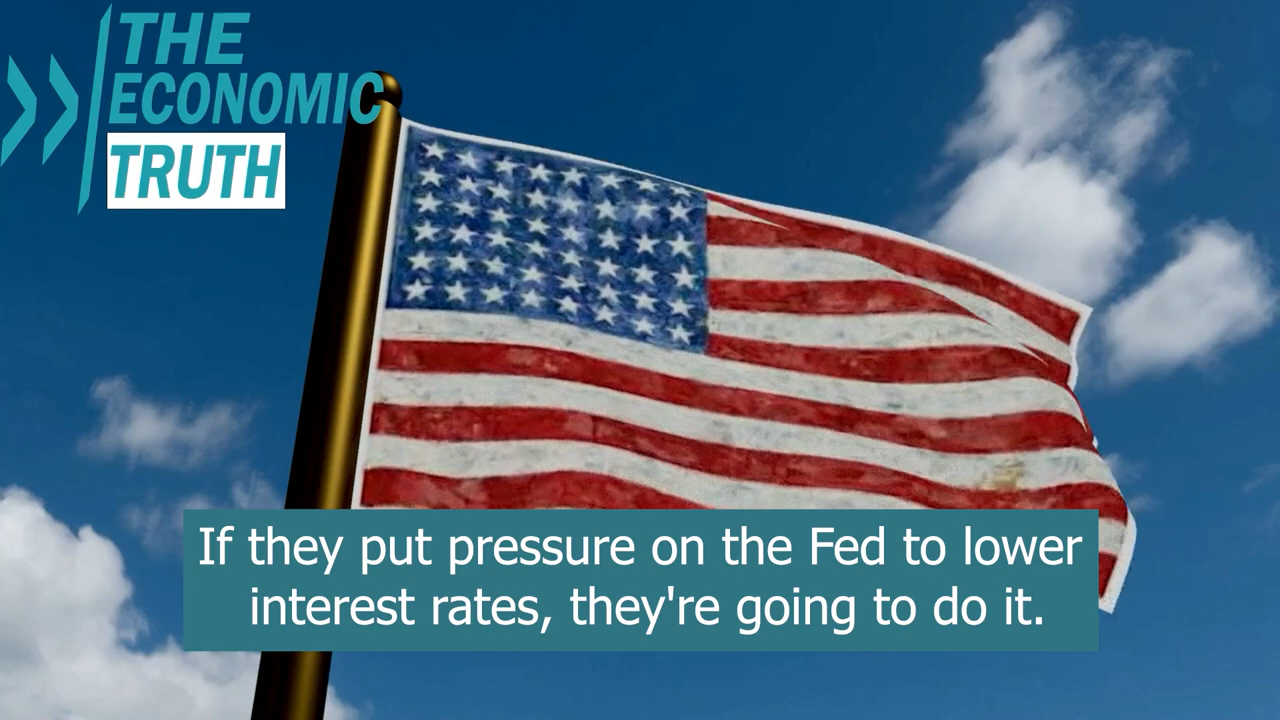 THE
ECONOMIC
TRUTH
If they put pressure on the Fed to lower
interest rates, they're going to do it.